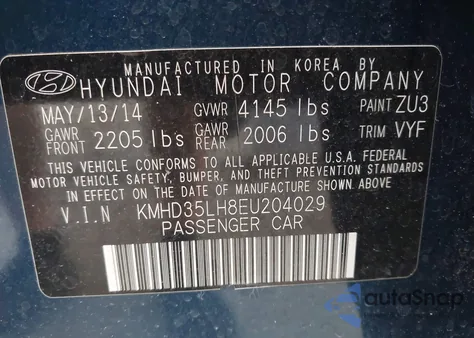 MANUFACTURED IN KOREA BY
HYUNDAI MOTOR COMPANY
MAY/13/14 GVWR 4145 lbs PAINT ZU3
GAWR FRONT 2205 lbs GAWR REAR 2006 lbs TRIM VYF
THIS VEHICLE CONFORMS TO ALL APPLICABLE U.S.A. FEDERAL
MOTOR VEHICLE SAFETY, BUMPER, AND THEFT PREVENTION STANDARDS
IN EFFECT ON THE DATE OF MANUFACTURE SHOWN ABOVE.
V.I.N KMHD35LH8EU204029
PASSENGER CAR
autoSnap